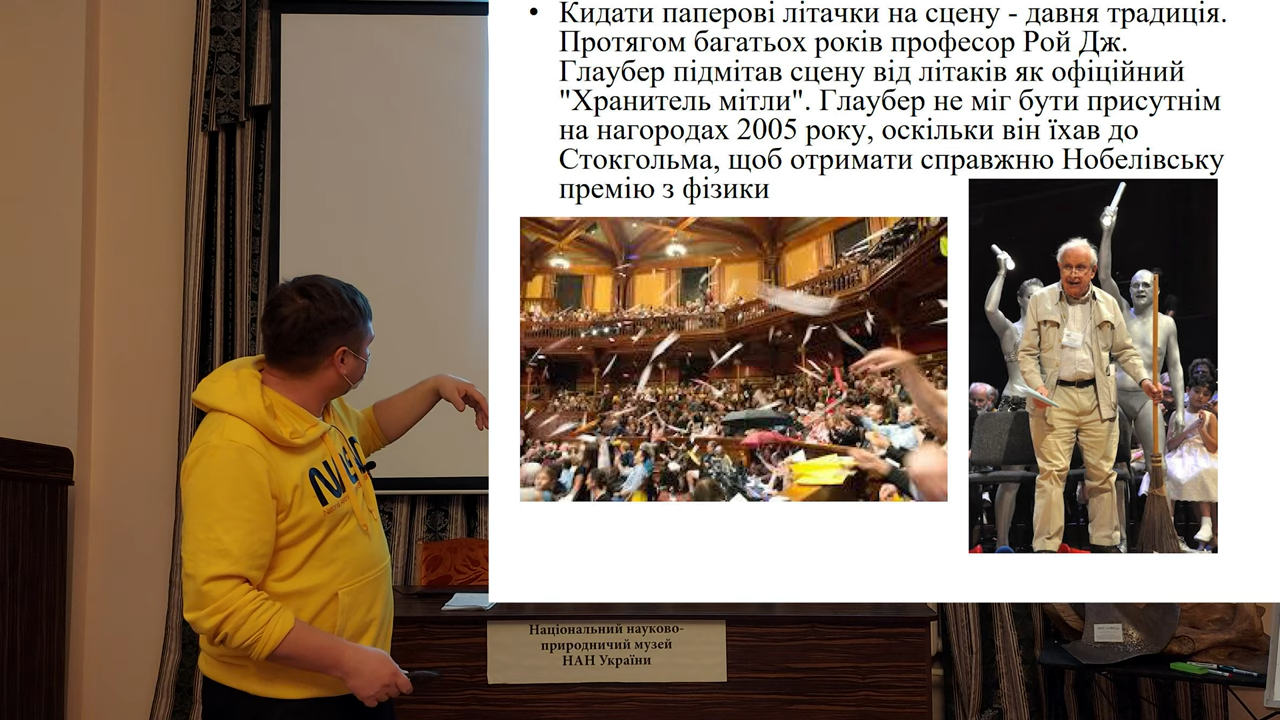 • Кидати паперові літачки на сцену - давня традиція.
Протягом багатьох років професор Рой Дж.
Глаубер підмітав сцену від літаків як офіційний
"Хранитель мітли". Глаубер не міг бути присутнім
на нагородах 2005 року, оскільки він їхав до
Стокгольма, щоб отримати справжню Нобелівську
премію з фізики
Національний науково-
природничий музей
НАН України